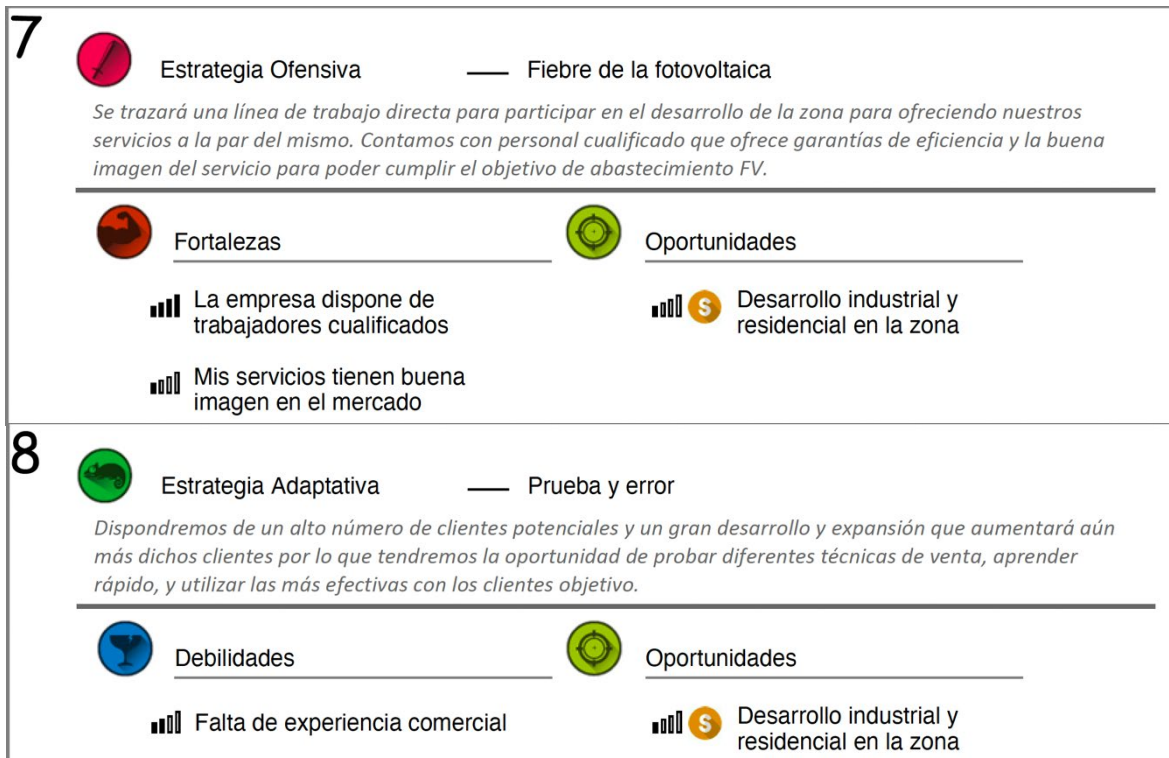 7
Estrategia Ofensiva — Fiebre de la fotovoltaica
Se trazará una línea de trabajo directa para participar en el desarrollo de la zona para ofreciendo nuestros
servicios a la par del mismo. Contamos con personal cualificado que ofrece garantías de eficiencia y la buena
imagen del servicio para poder cumplir el objetivo de abastecimiento FV.
Fortalezas
La empresa dispone de
trabajadores cualificados
Mis servicios tienen buena
imagen en el mercado
Oportunidades
S
Desarrollo industrial y
residencial en la zona
8
Estrategia Adaptativa — Prueba y error
Dispondremos de un alto número de clientes potenciales y un gran desarrollo y expansión que aumentará aún
más dichos clientes por lo que tendremos la oportunidad de probar diferentes técnicas de venta, aprender
rápido, y utilizar las más efectivas con los clientes objetivo.
Debilidades
Falta de experiencia comercial
Oportunidades
S
Desarrollo industrial y
residencial en la zona